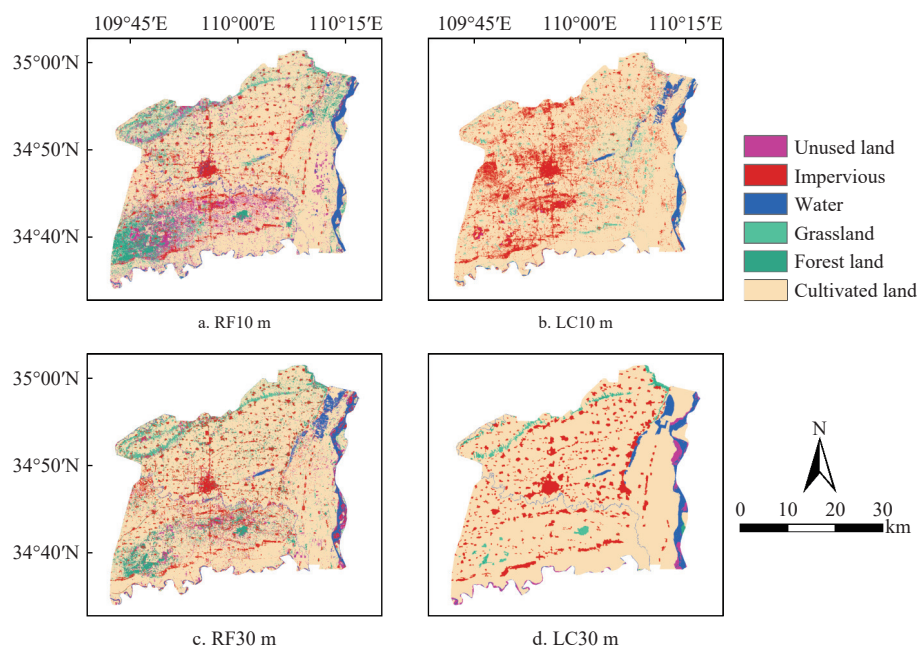 109°45′E 110°00′E 110°15′E
109°45′E 110°00′E 110°15′E
35°00′N
34°50′N
34°40′N
a. RF10 m
b. LC10 m
Unused land
Impervious
Water
Grassland
Forest land
Cultivated land
35°00′N
34°50′N
34°40′N
c. RF30 m
d. LC30 m
N
0 10 20 30
km